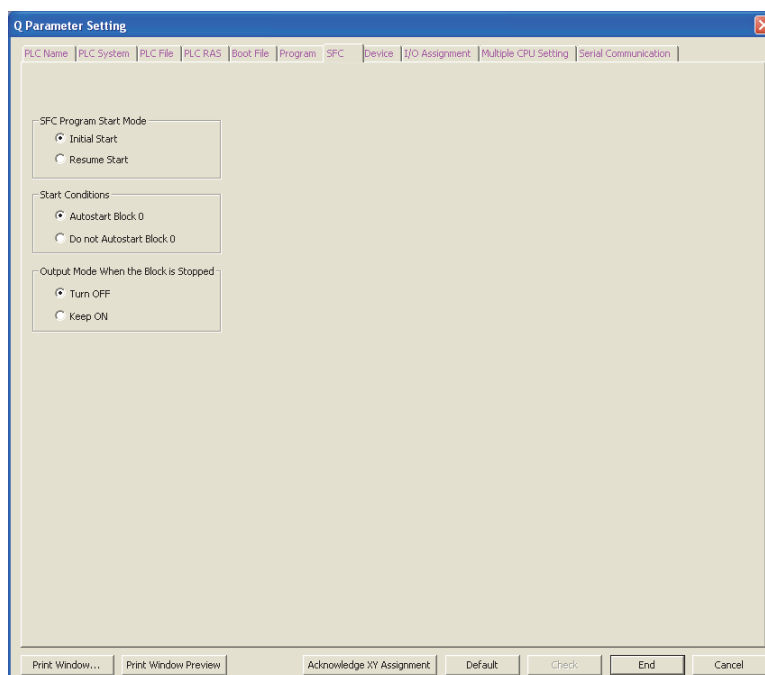 Q Parameter Setting
PLC Name PLC System PLC File PLC RAS Boot File Program SFC Device I/O Assignment Multiple CPU Setting Serial Communication
SFC Program Start Mode
Initial Start
Resume Start
Start Conditions
Autostart Block 0
Do not Autostart Block 0
Output Mode When the Block is Stopped
Turn OFF
Keep ON
Print Window... Print Window Preview Acknowledge XY Assignment Default Check End Cancel